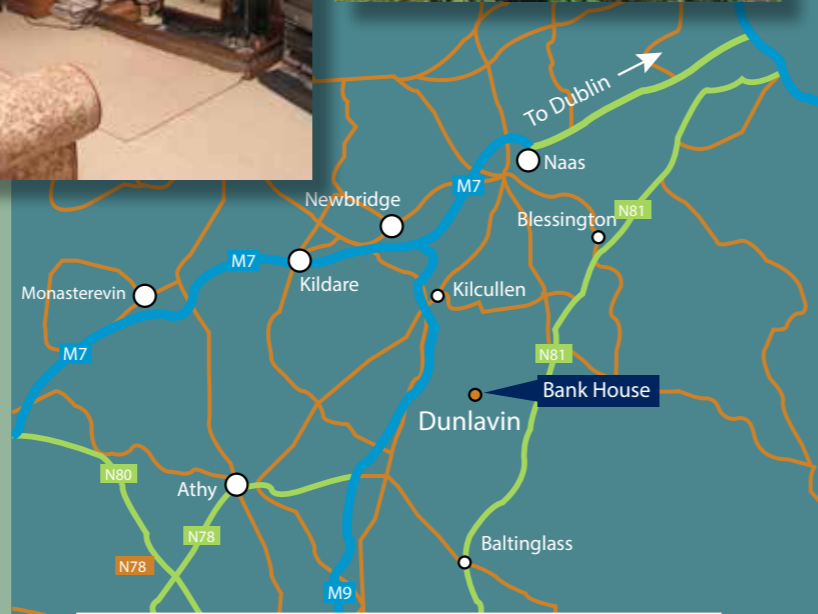 To Dublin
Naas
M7
Newbridge
Blessington
N81
M7
Kildare
Kilcullen
Monasterevin
M7
N81
Bank House
Dunlavin
N80
Athy
N78
Baltinglass
N78
M9